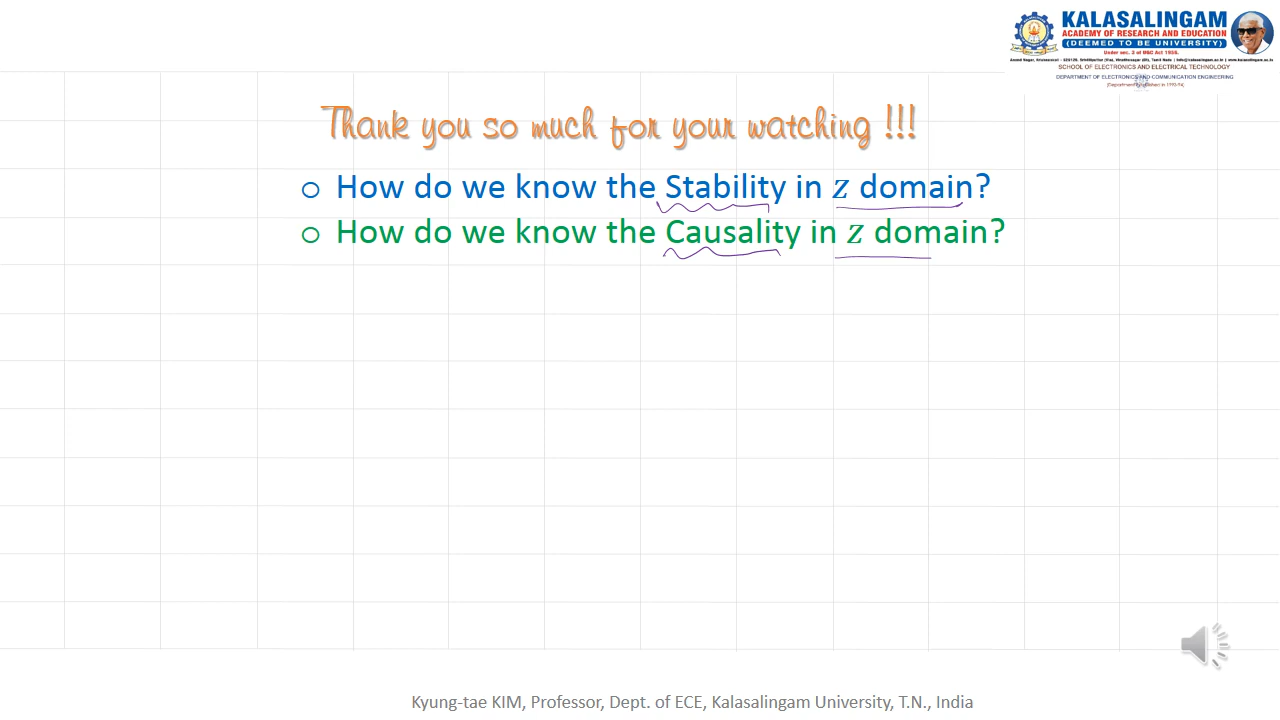 KALASALINGAM
ACADEMY OF RESEARCH AND EDUCATION
(DEEMED TO BE UNIVERSITY)
Under sec. 3 of UGC Act 1956.
SCHOOL OF ELECTRONICS AND ELECTRICAL TECHNOLOGY
DEPARTMENT OF ELECTRONICS AND COMMUNICATION ENGINEERING
Thank you so much for your watching !!!
o How do we know the Stability in z domain?
o How do we know the Causality in z domain?
Kyung-tae KIM, Professor, Dept. of ECE, Kalasalingam University, T.N., India